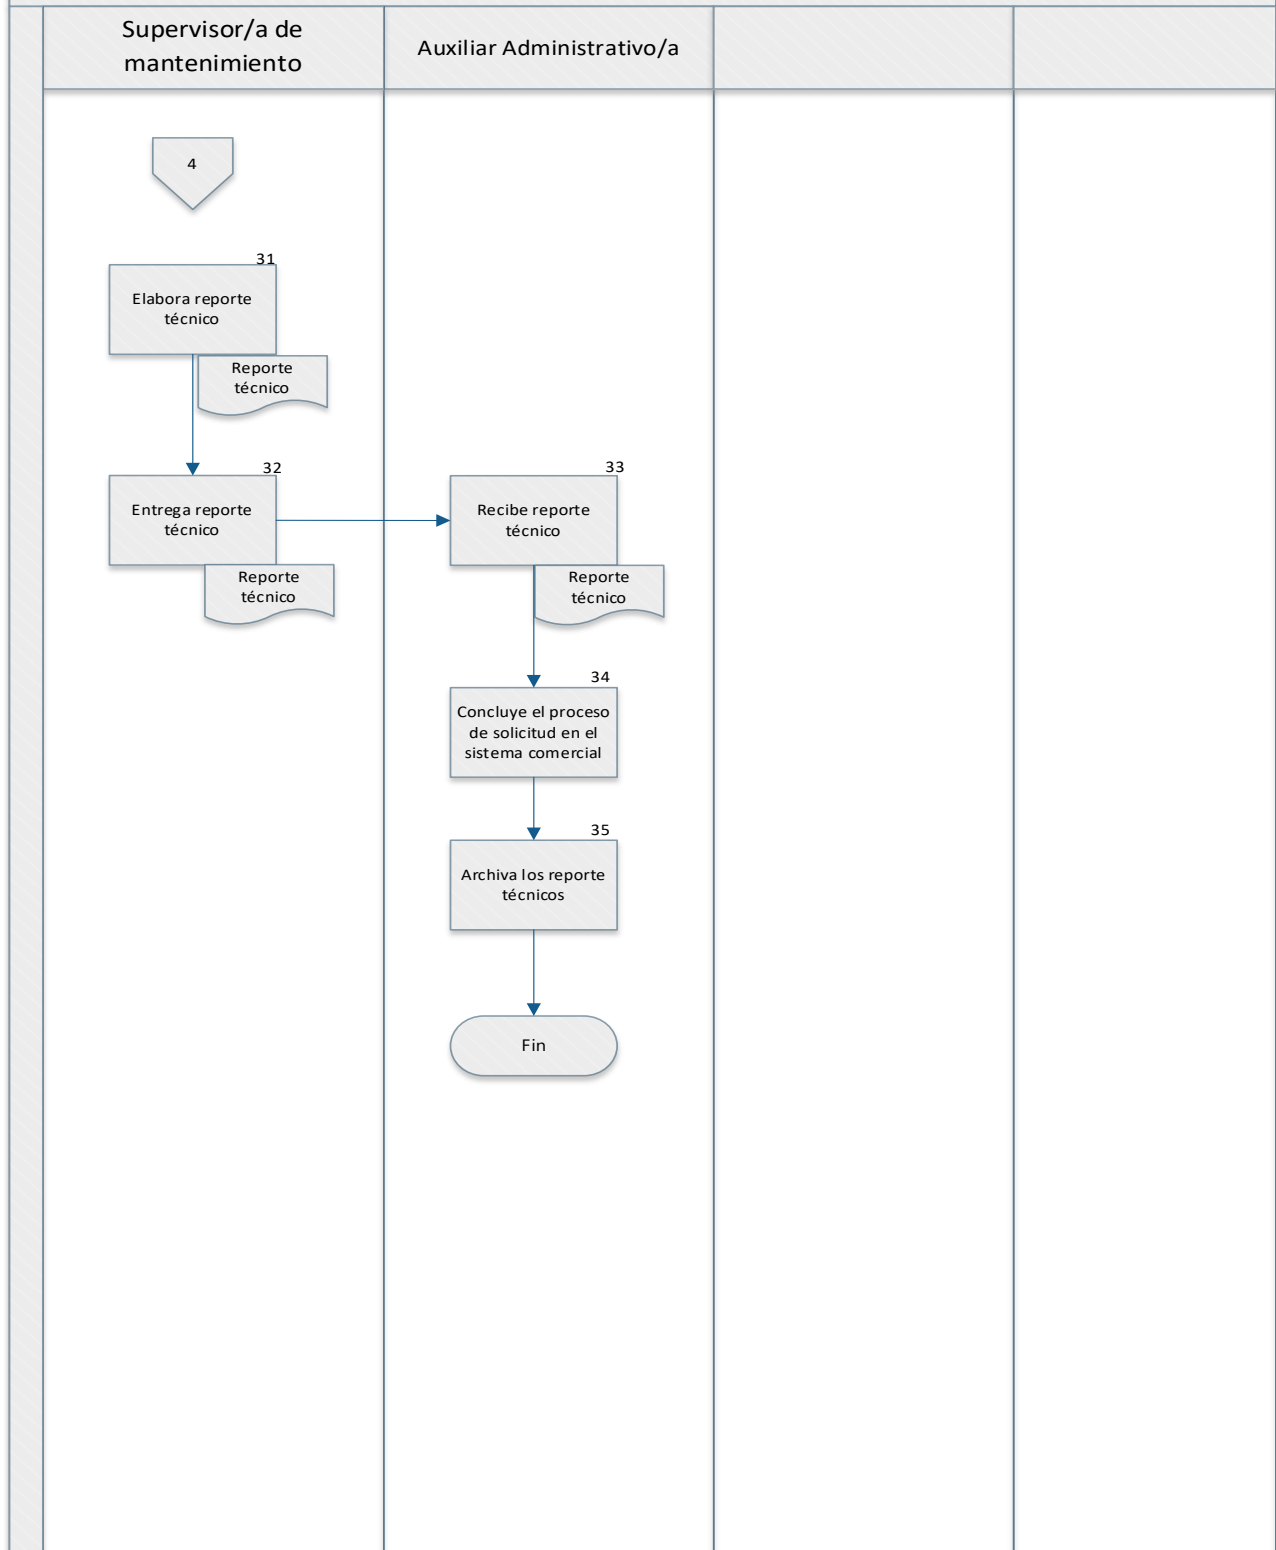 Supervisor/a de
mantenimiento
Auxiliar Administrativo/a
4
31
Elabora reporte
técnico
Reporte
técnico
32
Entrega reporte
técnico
Reporte
técnico
33
Recibe reporte
técnico
Reporte
técnico
34
Concluye el proceso
de solicitud en el
sistema comercial
35
Archiva los reporte
técnicos
Fin